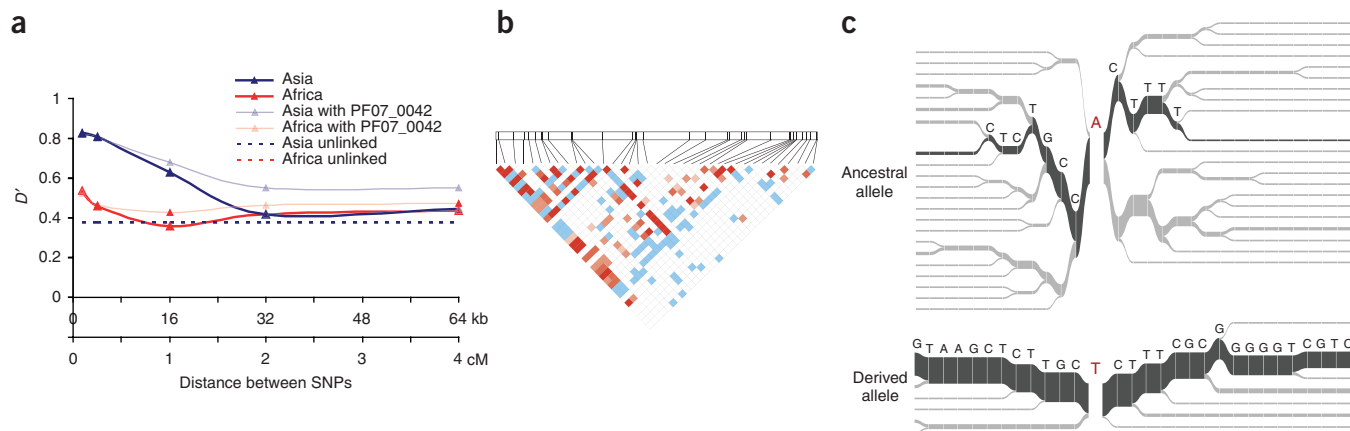 a
b
c
Asia
Africa
Asia with PF07_0042
Africa with PF07_0042
Asia unlinked
Africa unlinked
1
0.8
0.6
0.4
0.2
0
D′
0 16 32 48 64 kb
0 1 2 3 4 cM
Distance between SNPs
Ancestral
allele
C T C T G C C A C T T T T
Derived
allele
G T A A G C T C T T G C T C T T T C G C G G G G G T C G T C